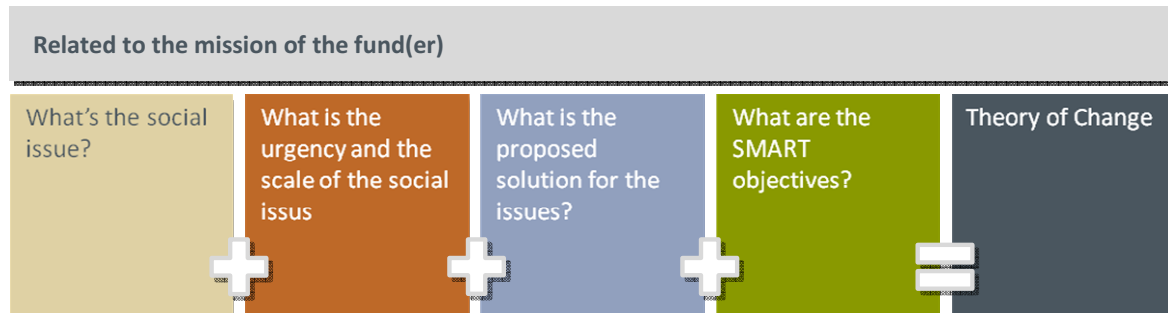 Related to the mission of the fund(er)
What's the social
issue?
What is the
urgency and the
scale of the social
issus
What is the
proposed
solution for the
issues?
What are the
SMART
objectives?
Theory of Change